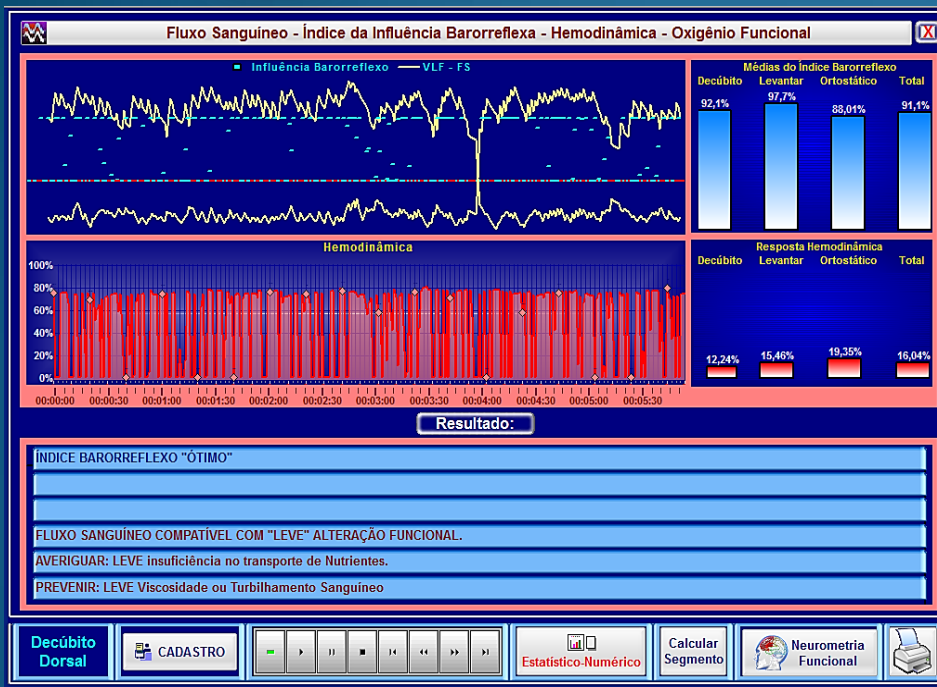 Fluxo Sanguíneo - Índice da Influência Barorreflexa - Hemodinâmica - Oxigênio Funcional
X
Influência Barorreflexo VLF - FS
Médias do Índice Barorreflexo
Decúbito Levantar Ortostático Total
92,1% 97,7% 88,01% 91,1%
Hemodinâmica
100%
80%
60%
40%
20%
0%
00:00:00 00:00:30 00:01:00 00:01:30 00:02:00 00:02:30 00:03:00 00:03:30 00:04:00 00:04:30 00:05:00 00:05:30
Resposta Hemodinâmica
Decúbito Levantar Ortostático Total
12,24% 15,46% 19,35% 16,04%
Resultado:
ÍNDICE BARORREFLEXO "ÓTIMO"
FLUXO SANGUÍNEO COMPATÍVEL COM "LEVE" ALTERAÇÃO FUNCIONAL.
AVERIGUAR: LEVE insuficiência no transporte de Nutrientes.
PREVENIR: LEVE Viscosidade ou Turbilhamento Sanguíneo
Decúbito
Dorsal
CADASTRO
Estatístico-Numérico
Calcular
Segmento
Neurometria
Funcional